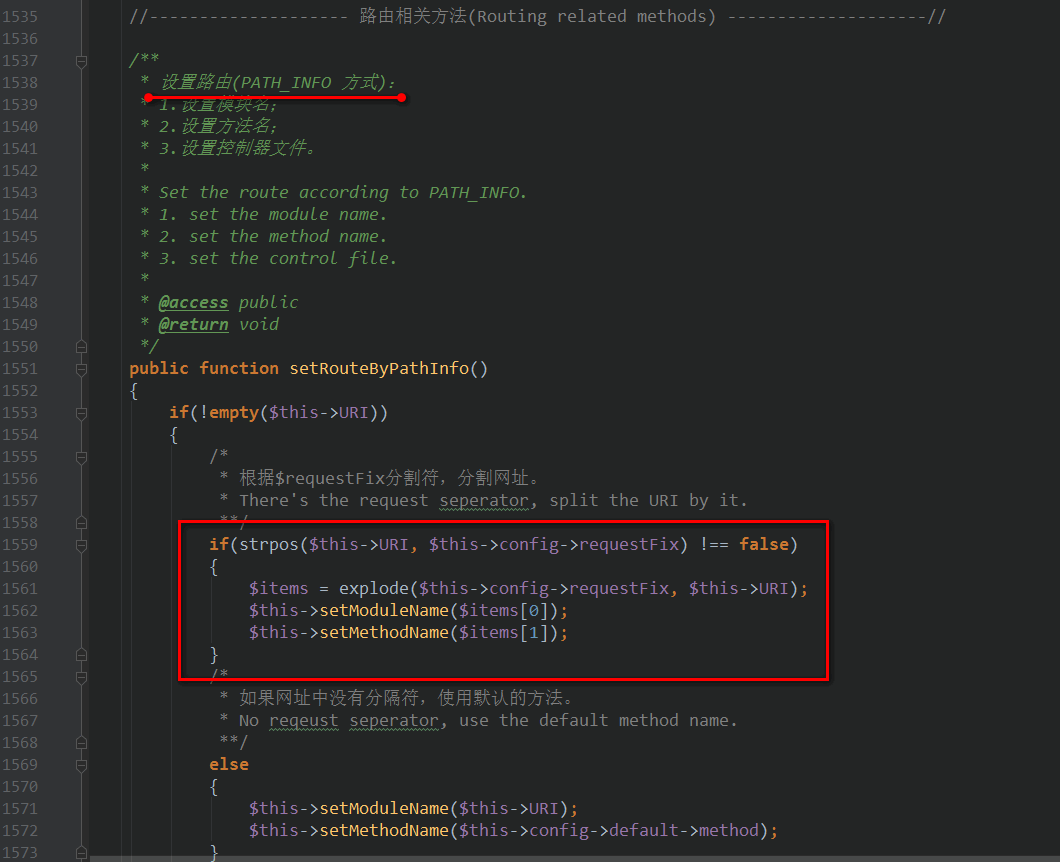 1535 //-------------------- 路由相关方法(Routing related methods) --------------------//
1536
1537 /**
1538 * 设置路由(PATH_INFO 方式):
1539 * 1.设置模块名;
1540 * 2.设置方法名;
1541 * 3.设置控制器文件。
1542 *
1543 * Set the route according to PATH_INFO.
1544 * 1. set the module name.
1545 * 2. set the method name.
1546 * 3. set the control file.
1547 *
1548 * @access public
1549 * @return void
1550 */
1551 public function setRouteByPathInfo()
1552 {
1553 if(!empty($this->URI))
1554 {
1555 /*
1556 * 根据$requestFix分割符，分割网址。
1557 * There's the request seperator, split the URI by it.
1558 **/
1559 if(strpos($this->URI, $this->config->requestFix) !== false)
1560 {
1561 $items = explode($this->config->requestFix, $this->URI);
1562 $this->setModuleName($items[0]);
1563 $this->setMethodName($items[1]);
1564 }
1565 /*
1566 * 如果网址中没有分隔符，使用默认的方法。
1567 * No reqeust seperator, use the default method name.
1568 **/
1569 else
1570 {
1571 $this->setModuleName($this->URI);
1572 $this->setMethodName($this->config->default->method);
1573 }